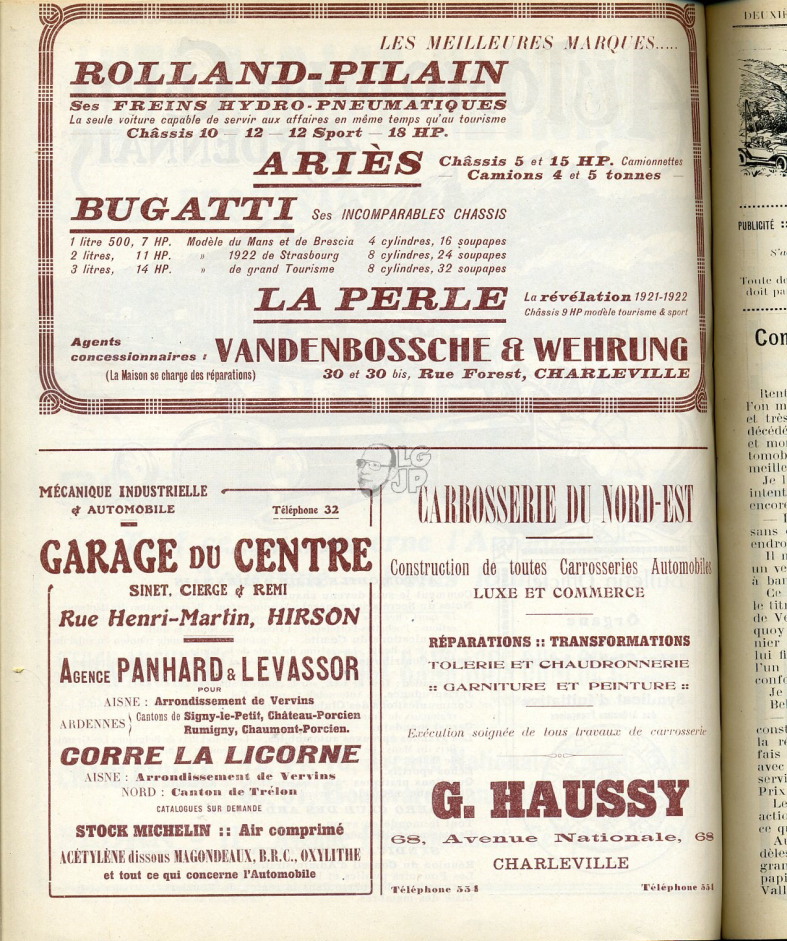 LES MEILLEURES MARQUES.....
ROLLAND-PILAIN
Ses FREINS HYDRO-PNEUMATIQUES
La seule voiture capable de servir aux affaires en même temps qu'au tourisme
Châssis 10 — 12 — 12 Sport — 18 HP.
ARIÈS
Châssis 5 et 15 HP. Camionnettes
— Camions 4 et 5 tonnes —
BUGATTI Ses INCOMPARABLES CHASSIS
1 litre 500, 7 HP. Modèle du Mans et de Brescia 4 cylindres, 16 soupapes
2 litres, 11 HP. » 1922 de Strasbourg 8 cylindres, 24 soupapes
3 litres, 14 HP. » de grand Tourisme 8 cylindres, 32 soupapes
LA PERLE
La révélation 1921-1922
Châssis 9 HP modèle tourisme & sport
Agents
concessionnaires : VANDENBOSSCHE & WEHRUNG
(La Maison se charge des réparations) 30 et 30 bis, Rue Forest, CHARLEVILLE
LG
JP
MÉCANIQUE INDUSTRIELLE
& AUTOMOBILE
Téléphone 32
GARAGE DU CENTRE
SINET, CIERGE & REMI
Rue Henri-Martin, HIRSON
AGENCE PANHARD & LEVASSOR
POUR
AISNE : Arrondissement de Vervins
ARDENNES } Cantons de Signy-le-Petit, Château-Porcien
Rumigny, Chaumont-Porcien.
CORRE LA LICORNE
AISNE : Arrondissement de Vervins
NORD : Canton de Trélon
CATALOGUES SUR DEMANDE
STOCK MICHELIN :: Air comprimé
ACÉTYLÈNE dissous MAGONDEAUX, B.R.C., OXYLITHE
et tout ce qui concerne l'Automobile
CARROSSERIE DU NORD-EST
Construction de toutes Carrosseries Automobiles
LUXE ET COMMERCE
RÉPARATIONS :: TRANSFORMATIONS
TOLERIE ET CHAUDRONNERIE
:: GARNITURE ET PEINTURE ::
Exécution soignée de tous travaux de carrosserie
G. HAUSSY
68, Avenue Nationale, 68
CHARLEVILLE
Téléphone 554 Téléphone 554
DEUXIÈ
PUBLICITÉ ::
Toute de
doit pa
Con